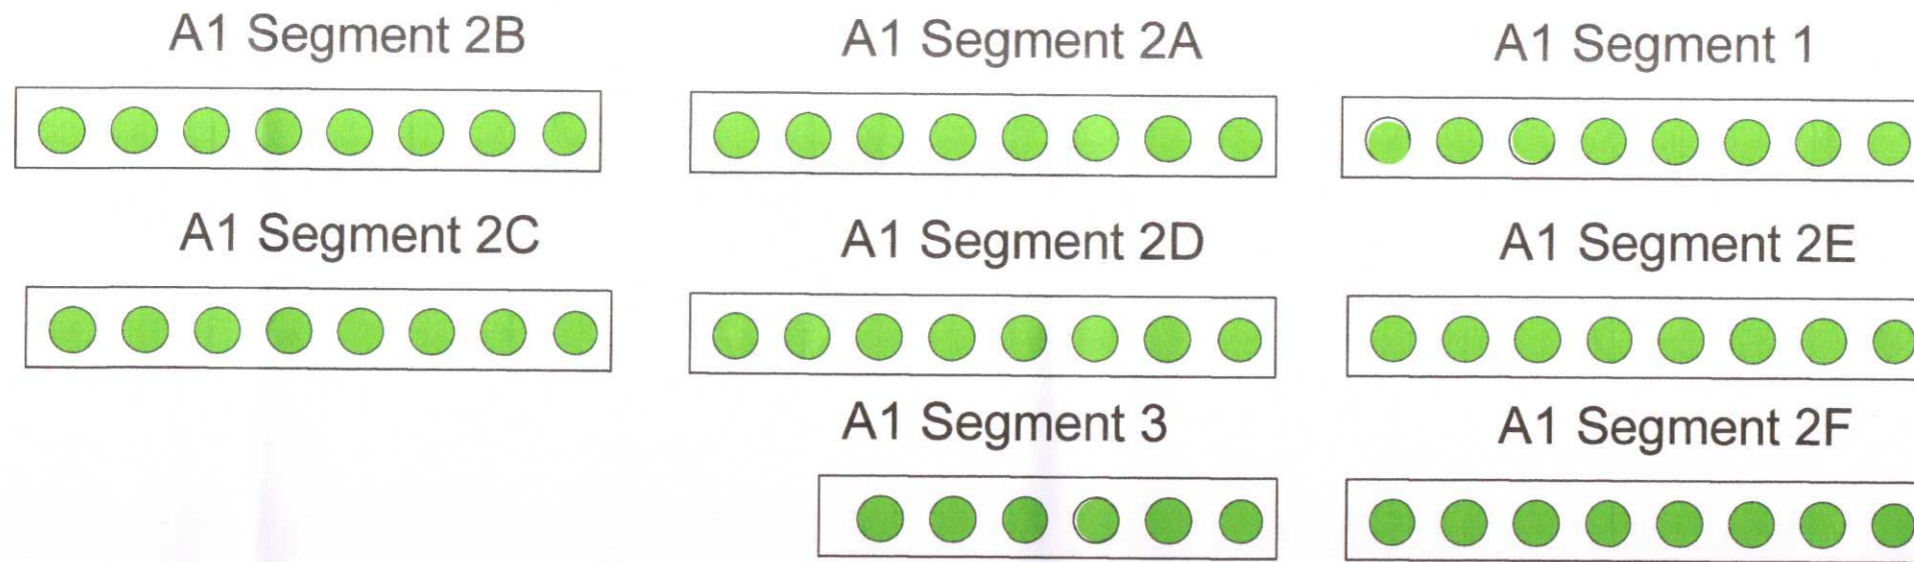 A1 Segment 2B
A1 Segment 2A
A1 Segment 1
A1 Segment 2C
A1 Segment 2D
A1 Segment 2E
A1 Segment 3
A1 Segment 2F